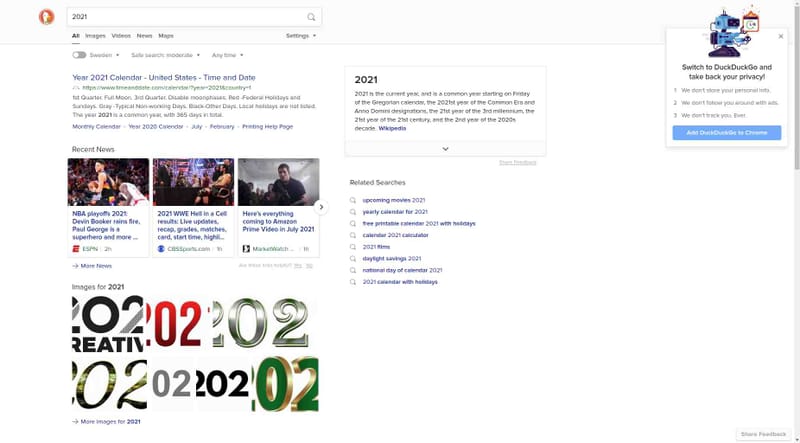 2021
All Images Videos News Maps Settings
Sweden Safe search: moderate Any time
Year 2021 Calendar - United States - Time and Date
https://www.timeanddate.com/calendar/?year=2021&country=1
1st Quarter. Full Moon. 3rd Quarter. Disable moonphases. Red–Federal Holidays and
Sundays. Gray–Typical Non-working Days. Black–Other Days. Local holidays are not listed.
The year 2021 is a common year, with 365 days in total.
Monthly Calendar Year 2020 Calendar July February Printing Help Page
Recent News
NBA playoffs 2021:
Devin Booker rains fire,
Paul George is a
superhero and more ...
ESPN 2h
2021 WWE Hell in a Cell
results: Live updates,
recap, grades, matches,
card, start time, highli...
CBSSports.com 1h
Here's everything
coming to Amazon
Prime Video in July 2021
MarketWatch ... 1h
More News
Are these links helpful? Yes No
Images for 2021
202
REATIV
202
202
202
02
202
20
More Images for 2021
2021
2021 is the current year, and is a common year starting on Friday
of the Gregorian calendar, the 2021st year of the Common Era and
Anno Domini designations, the 21st year of the 3rd millennium, the
21st year of the 21st century, and the 2nd year of the 2020s
decade. Wikipedia
Share Feedback
Related Searches
upcoming movies 2021
yearly calendar for 2021
free printable calendar 2021 with holidays
calendar 2021 calculator
2021 films
daylight savings 2021
national day of calendar 2021
2021 calendar with holidays
Switch to DuckDuckGo and
take back your privacy!
1 We don't store your personal info.
2 We don't follow you around with ads.
3 We don't track you. Ever.
Add DuckDuckGo to Chrome
Share Feedback